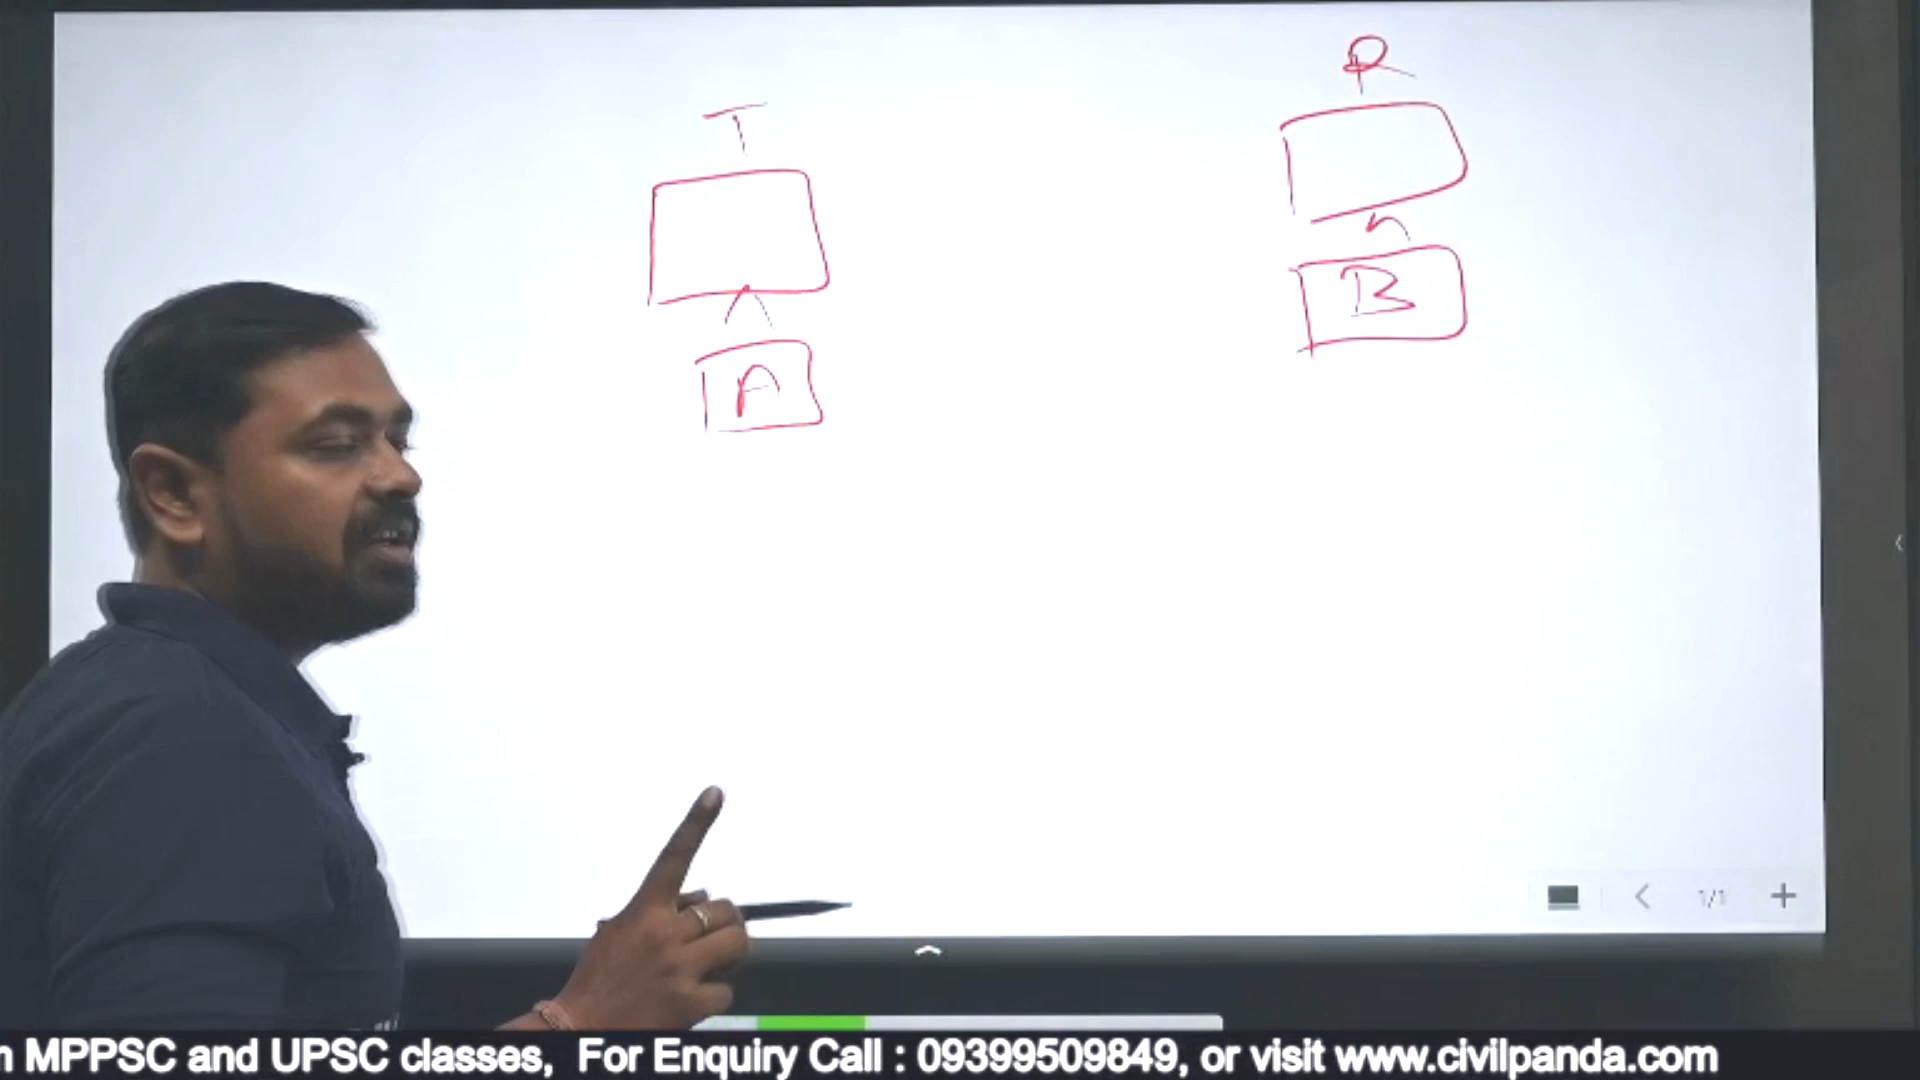 T
R
B
A
1/1
n MPPSC and UPSC classes, For Enquiry Call : 09399509849, or visit www.civilpanda.com